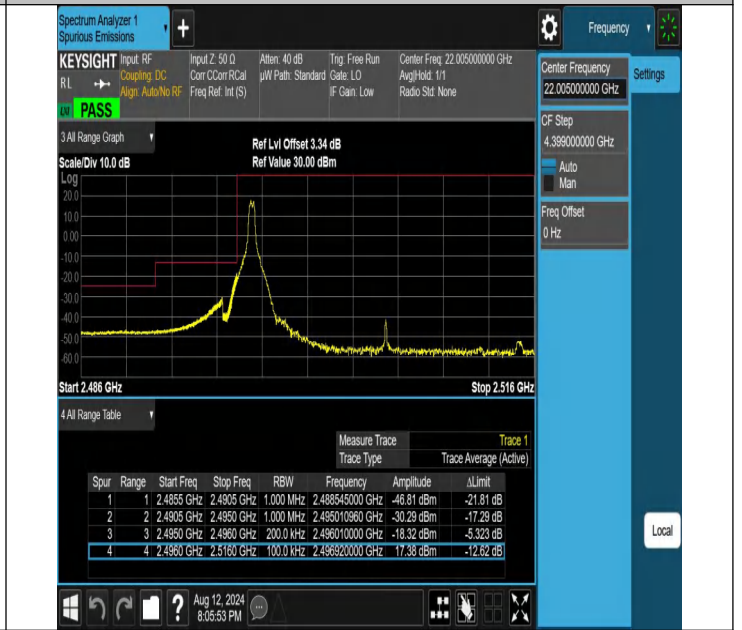 Spectrum Analyzer 1
Spurious Emissions
+
Frequency
KEYSIGHT Input: RF Input Z: 50 Ω Atten: 40 dB Trig: Free Run Center Freq: 22.005000000 GHz
RL Coupling: DC Corr CCorr RCal µW Path: Standard Gate: LO Avg|Hold: 1/1
Align: Auto/No RF Freq Ref: Int (S) IF Gain: Low Radio Std: None
PASS
Center Frequency
22.005000000 GHz
Settings
CF Step
4.399000000 GHz
Auto
Man
Freq Offset
0 Hz
3 All Range Graph
Ref Lvl Offset 3.34 dB
Scale/Div 10.0 dB Ref Value 30.00 dBm
Log
20.0
10.0
0.00
-10.0
-20.0
-30.0
-40.0
-50.0
-60.0
Start 2.486 GHz Stop 2.516 GHz
4 All Range Table
Measure Trace Trace 1
Trace Type Trace Average (Active)
Spur Range Start Freq Stop Freq RBW Frequency Amplitude ΔLimit
1 1 2.4855 GHz 2.4905 GHz 1.000 MHz 2.488545000 GHz -46.81 dBm -21.81 dB
2 2 2.4905 GHz 2.4950 GHz 1.000 MHz 2.495010960 GHz -30.29 dBm -17.29 dB
3 3 2.4950 GHz 2.4960 GHz 200.0 kHz 2.496010000 GHz -18.32 dBm -5.323 dB
4 4 2.4960 GHz 2.5160 GHz 100.0 kHz 2.496920000 GHz 17.38 dBm -12.62 dB
Local
?
Aug 12, 2024
8:05:53 PM